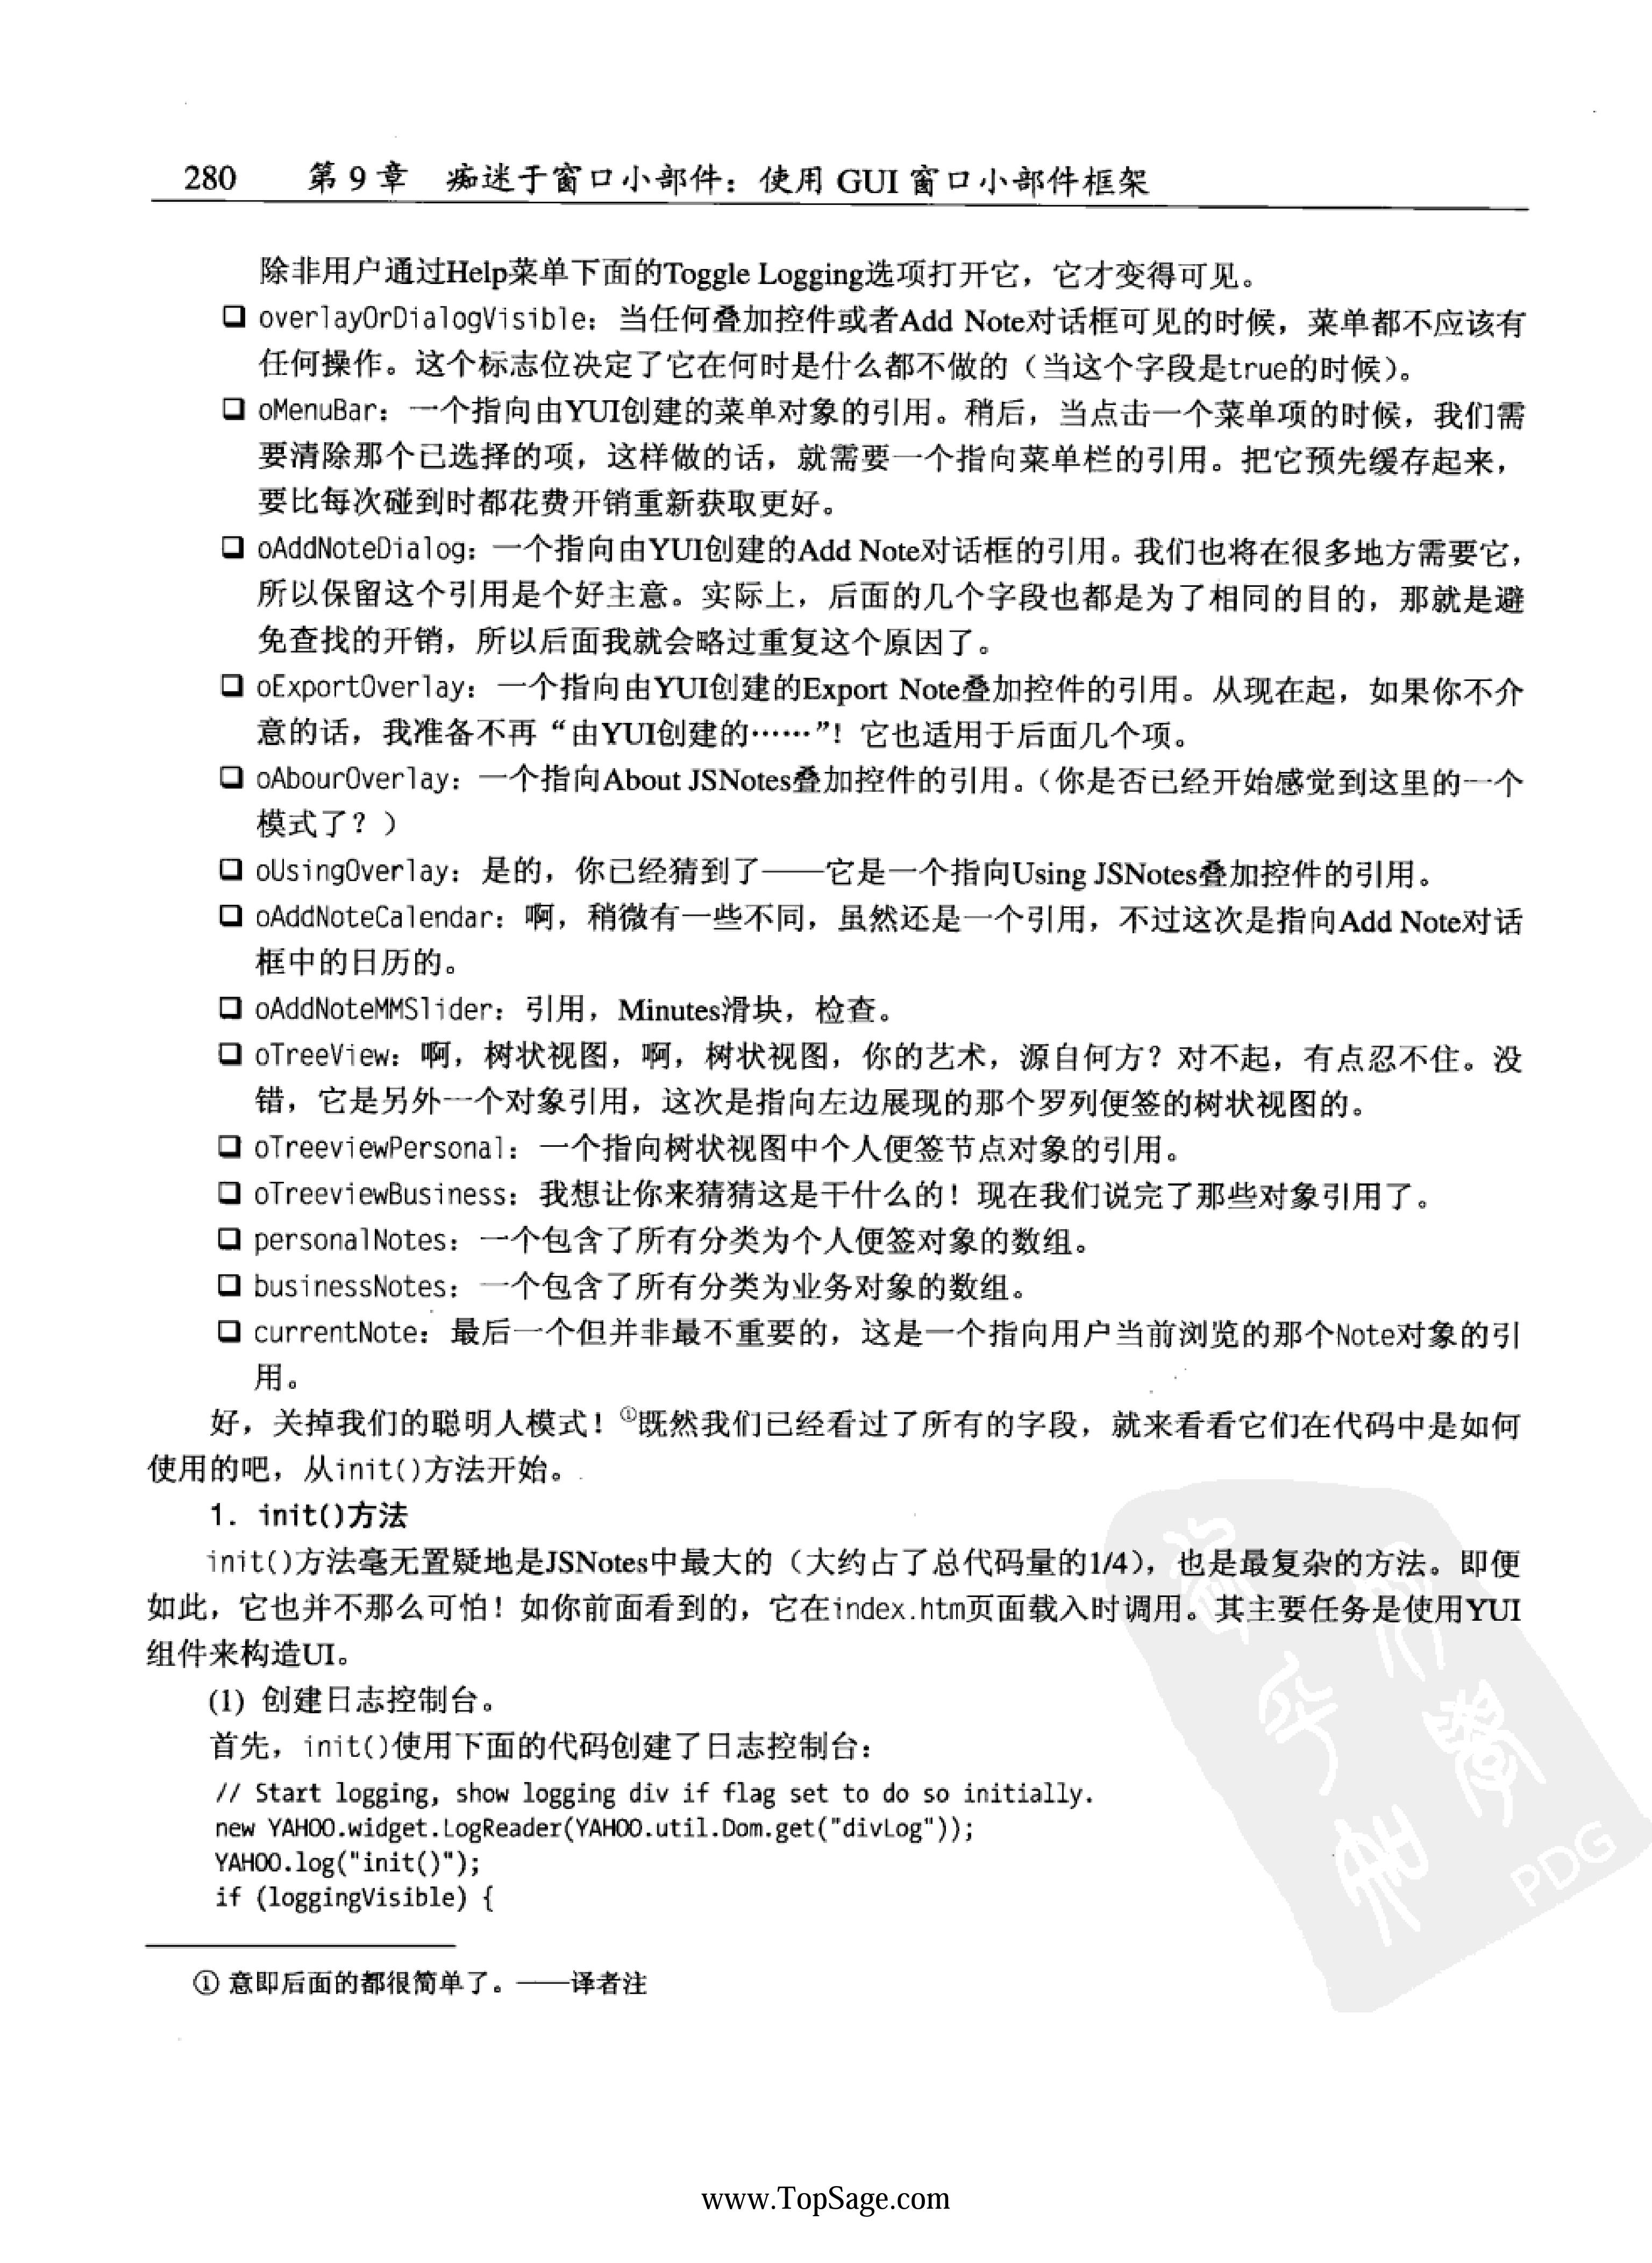 280 第 9 章 痴迷于窗口小部件：使用 GUI 窗口小部件框架
除非用户通过Help菜单下面的Toggle Logging选项打开它，它才变得可见。
❑ overlayOrDialogVisible：当任何叠加控件或者Add Note对话框可见的时候，菜单都不应该有
任何操作。这个标志位决定了它在何时是什么都不做的（当这个字段是true的时候）。
❑ oMenuBar：一个指向由YUI创建的菜单对象的引用。稍后，当点击一个菜单项的时候，我们需
要清除那个已选择的项，这样做的话，就需要一个指向菜单栏的引用。把它预先缓存起来，
要比每次碰到时都花费开销重新获取更好。
❑ oAddNoteDialog：一个指向由YUI创建的Add Note对话框的引用。我们也将在很多地方需要它，
所以保留这个引用是个好主意。实际上，后面的几个字段也都是为了相同的目的，那就是避
免查找的开销，所以后面我就会略过重复这个原因了。
❑ oExportOverlay：一个指向由YUI创建的Export Note叠加控件的引用。从现在起，如果你不介
意的话，我准备不再“由YUI创建的……”！它也适用于后面几个项。
❑ oAbourOverlay：一个指向About JSNotes叠加控件的引用。（你是否已经开始感觉到这里的一个
模式了？）
❑ oUsingOverlay：是的，你已经猜到了——它是一个指向Using JSNotes叠加控件的引用。
❑ oAddNoteCalendar：啊，稍微有一些不同，虽然还是一个引用，不过这次是指向Add Note对话
框中的日历的。
❑ oAddNoteMMSlider：引用，Minutes滑块，检查。
❑ oTreeView：啊，树状视图，啊，树状视图，你的艺术，源自何方？对不起，有点忍不住。没
错，它是另外一个对象引用，这次是指向左边展现的那个罗列便签的树状视图的。
❑ oTreeviewPersonal：一个指向树状视图中个人便签节点对象的引用。
❑ oTreeviewBusiness：我想让你来猜猜这是干什么的！现在我们说完了那些对象引用了。
❑ personalNotes：一个包含了所有分类为个人便签对象的数组。
❑ businessNotes：一个包含了所有分类为业务对象的数组。
❑ currentNote：最后一个但并非最不重要的，这是一个指向用户当前浏览的那个Note对象的引
用。
好，关掉我们的聪明人模式！①既然我们已经看过了所有的字段，就来看看它们在代码中是如何
使用的吧，从init()方法开始。
1. init()方法
init()方法毫无置疑地是JSNotes中最大的（大约占了总代码量的1/4），也是最复杂的方法。即便
如此，它也并不那么可怕！如你前面看到的，它在index.htm页面载入时调用。其主要任务是使用YUI
组件来构造UI。
(1) 创建日志控制台。
首先，init()使用下面的代码创建了日志控制台：
// Start logging, show logging div if flag set to do so initially.
new YAHOO.widget.LogReader(YAHOO.util.Dom.get("divLog"));
YAHOO.log("init()");
if (loggingVisible) {
① 意即后面的都很简单了。——译者注
PDG
www.TopSage.com